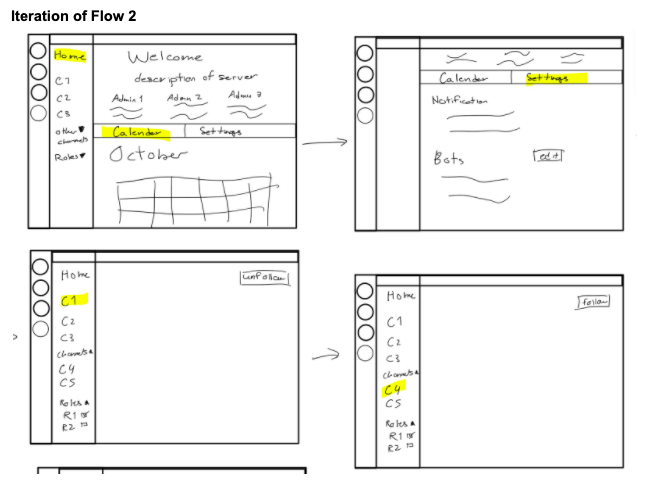 Iteration of Flow 2
Home
C1
C2
C3
other ▼
channels
Roles ▼
Welcome
description of server
Admin 1 Admin 2 Admin 3
Calender Settings
October
Calender Settings
Notification
Bots edit
Home
C1
C2
C3
channels ▲
C4
C5
Roles ▲
R1
R2
unfollow
Home
C1
C2
C3
channels ▲
C4
C5
Roles ▲
R1
R2
follow